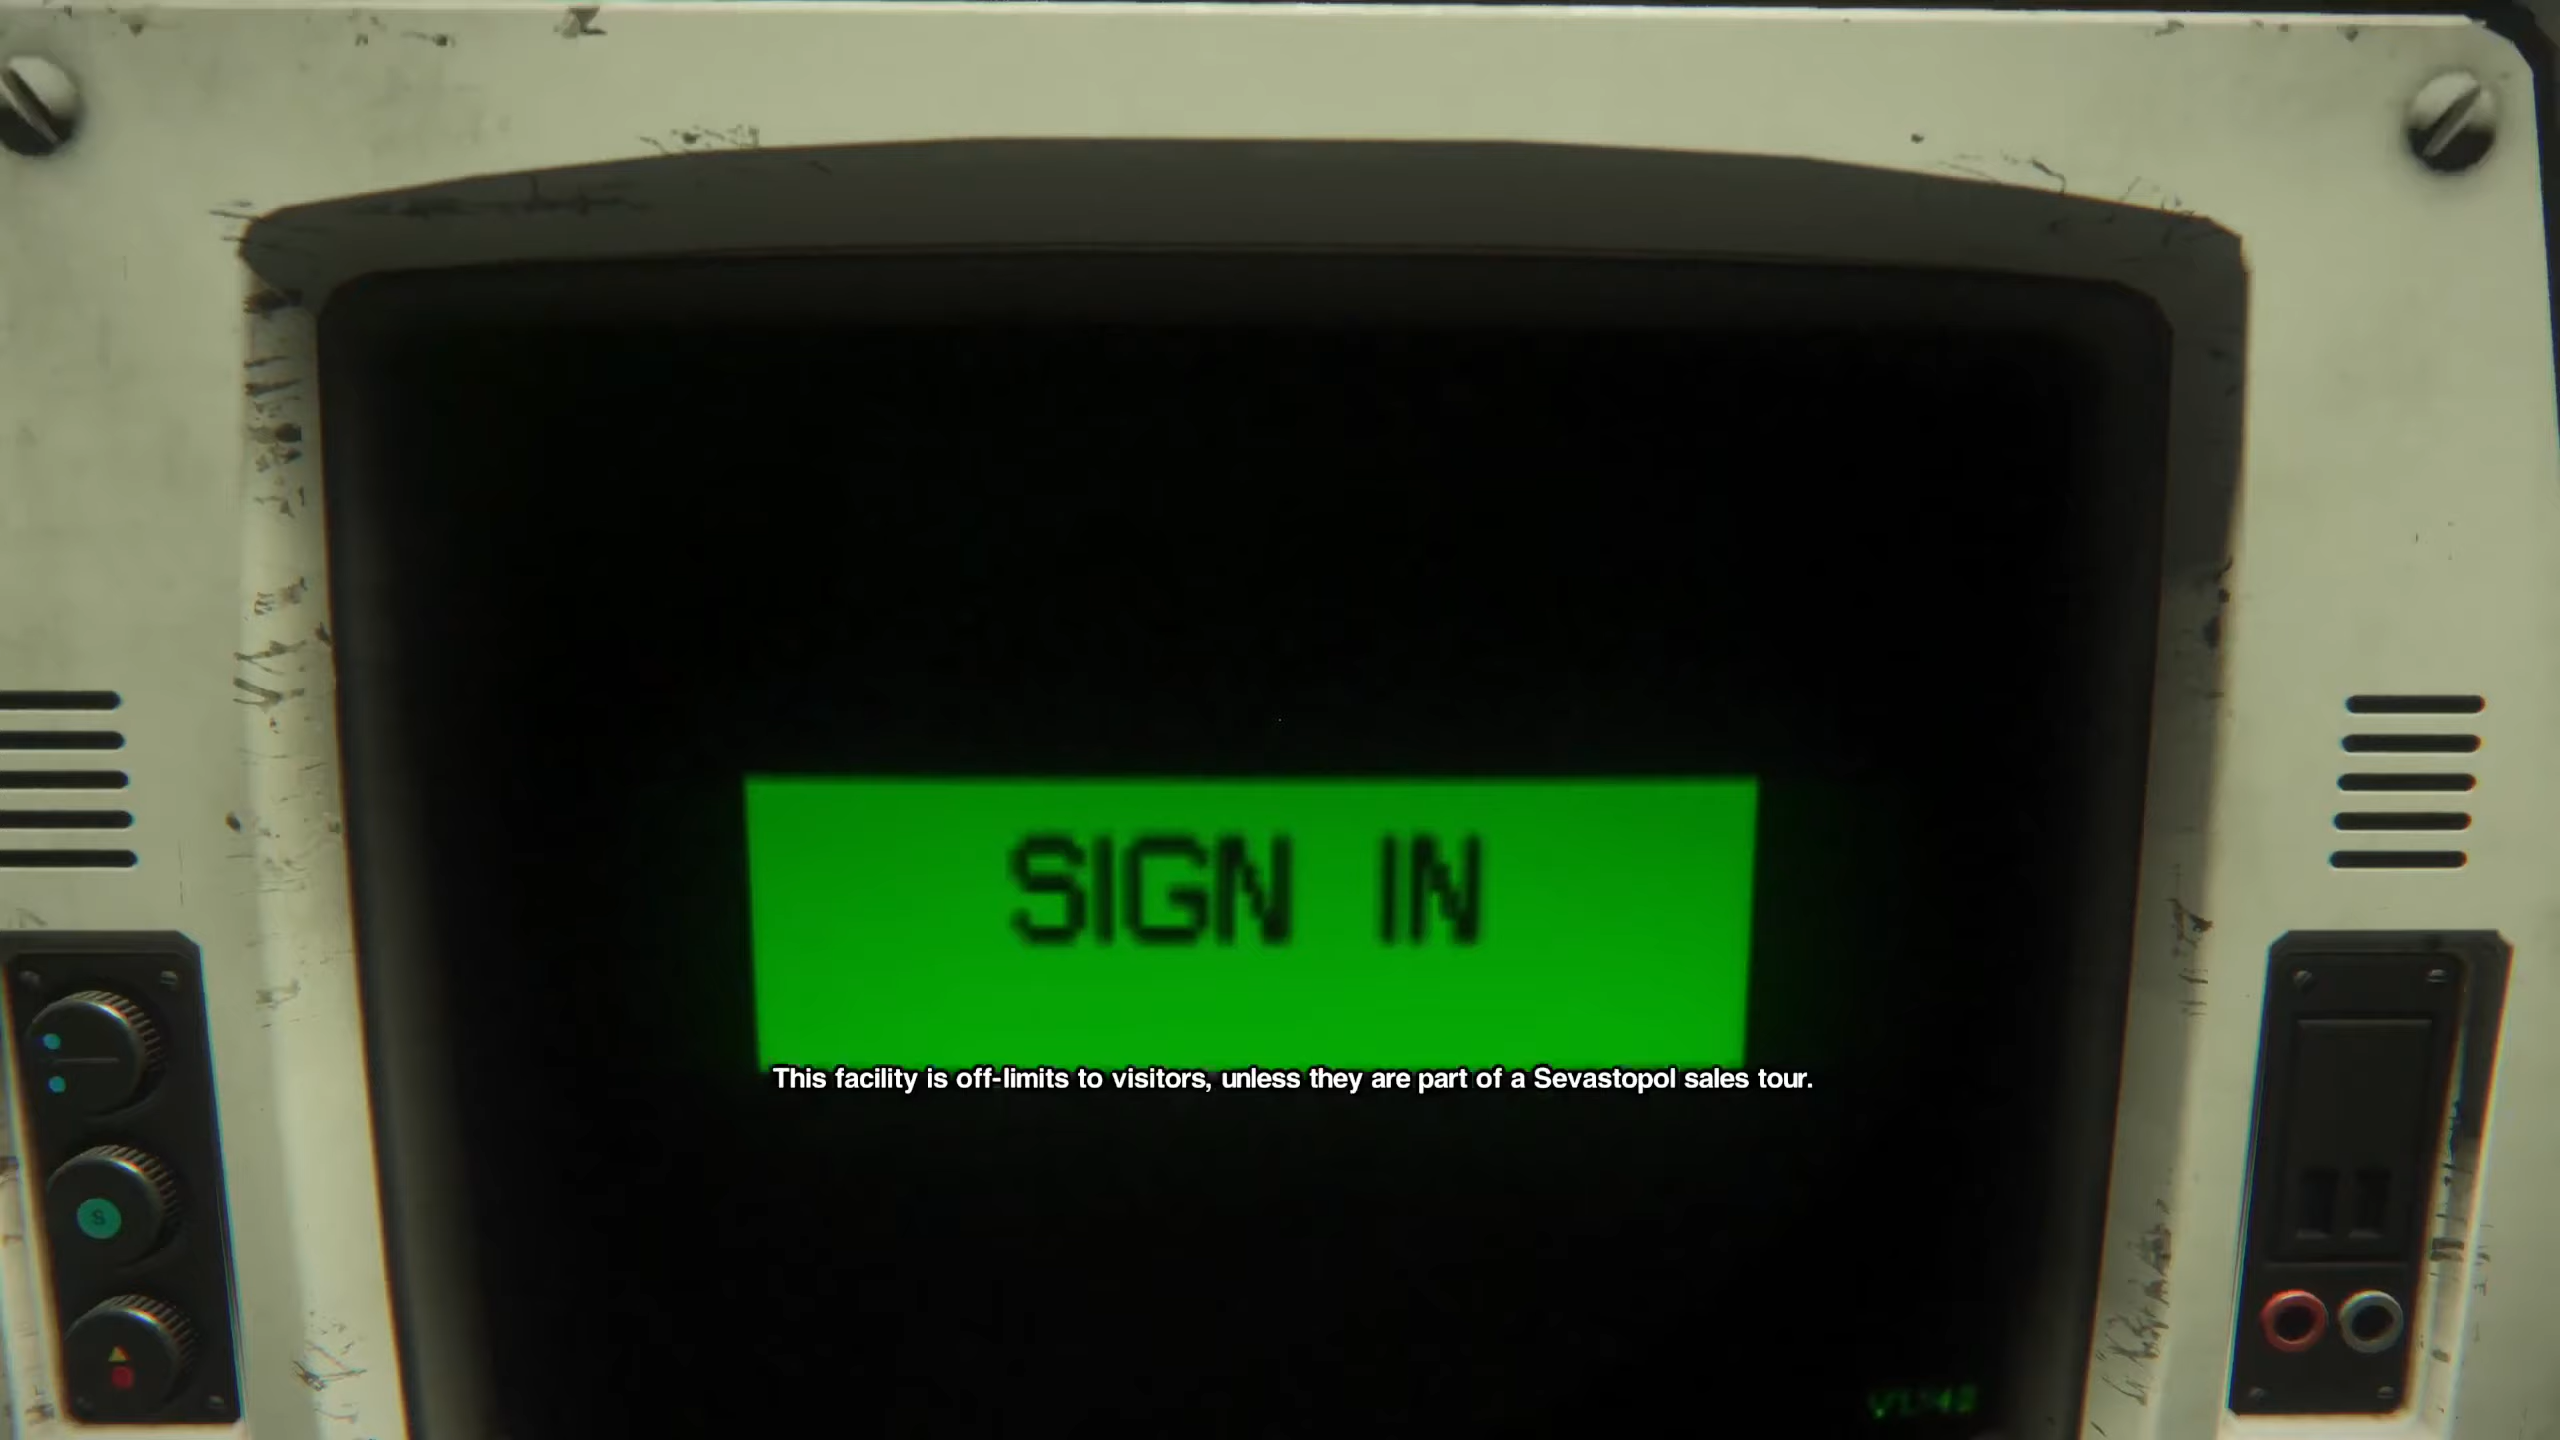 SIGN IN
This facility is off-limits to visitors, unless they are part of a Sevastopol sales tour.
S